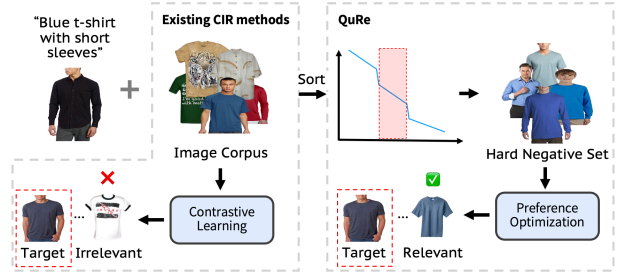 “Blue t-shirt
with short
sleeves”
Existing CIR methods
Image Corpus
Contrastive
Learning
Target
...
Irrelevant
Sort
QuRe
Hard Negative Set
Preference
Optimization
Target
...
Relevant